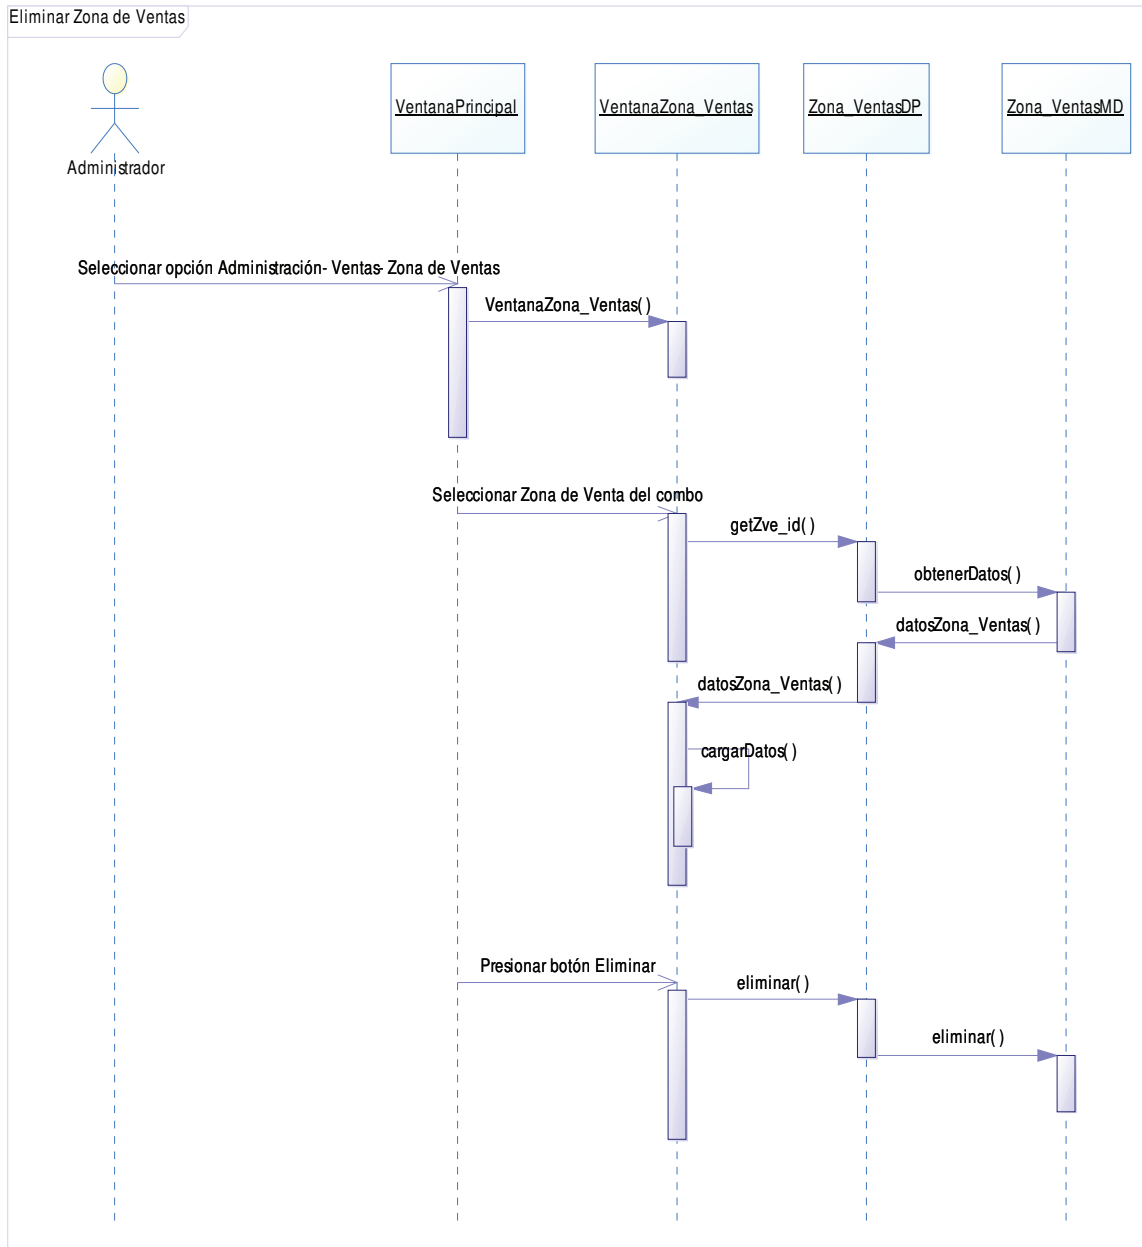 Eliminar Zona de Ventas
VentanaPrincipal
VentanaZona_Ventas
Zona_VentasDP
Zona_VentasMD
Administrador
Seleccionar opción Administración- Ventas- Zona de Ventas
VentanaZona_Ventas( )
Seleccionar Zona de Venta del combo
getZve_id( )
obtenerDatos( )
datosZona_Ventas( )
datosZona_Ventas( )
cargarDatos( )
Presionar botón Eliminar
eliminar( )
eliminar( )